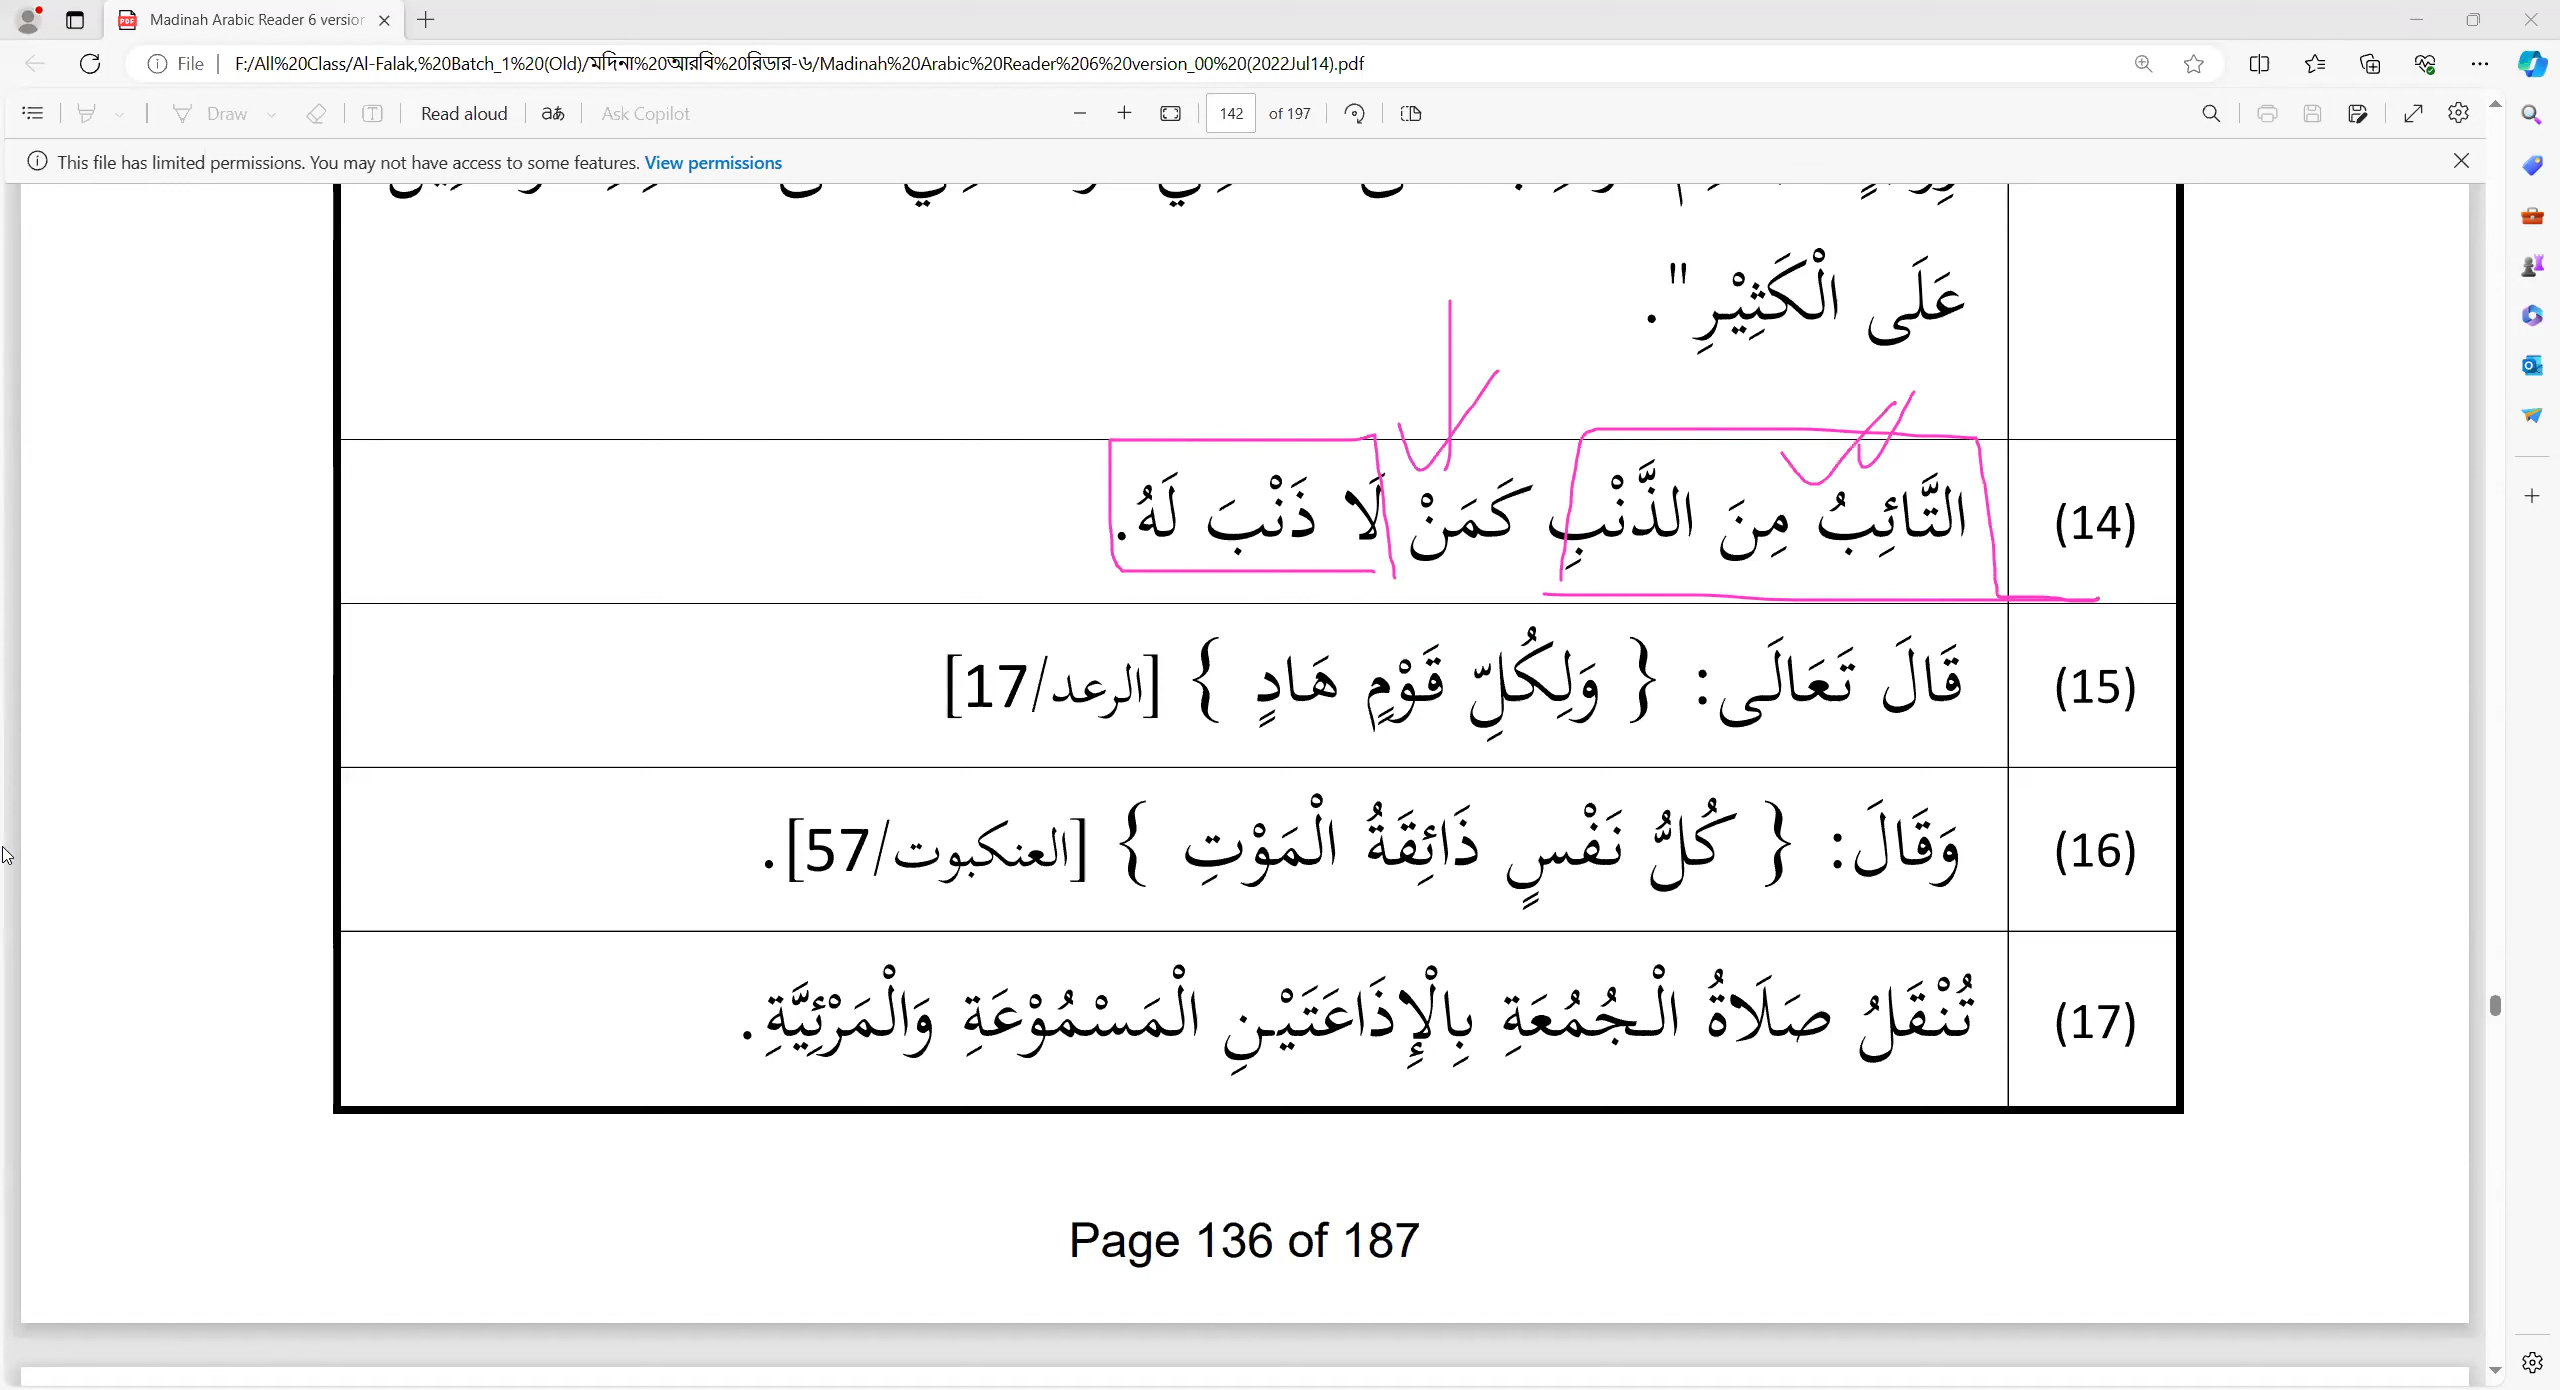 Madinah Arabic Reader 6 versio
File
F:/All%20Class/Al-Falak,%20Batch_1%20(Old)/মদিনা%20আরবি%20রিডার-৬/Madinah%20Arabic%20Reader%206%20version_00%20(2022Jul14).pdf
Draw
Read aloud
Ask Copilot
142 of 197
This file has limited permissions. You may not have access to some features. View permissions
عَلَى الْكَثِيْرِ".
(14) التَّائِبُ مِنَ الذَّنْبِ كَمَنْ لَا ذَنْبَ لَهُ.
(15) قَالَ تَعَالَى: { وَلِكُلِّ قَوْمٍ هَادٍ } [الرعد/17]
(16) وَقَالَ: { كُلُّ نَفْسٍ ذَائِقَةُ الْمَوْتِ } [العنكبوت/57].
(17) تُنْقَلُ صَلَاةُ الْجُمُعَةِ بِالْإِذَاعَتَيْنِ الْمَسْمُوْعَةِ وَالْمَرْئِيَّةِ.
Page 136 of 187